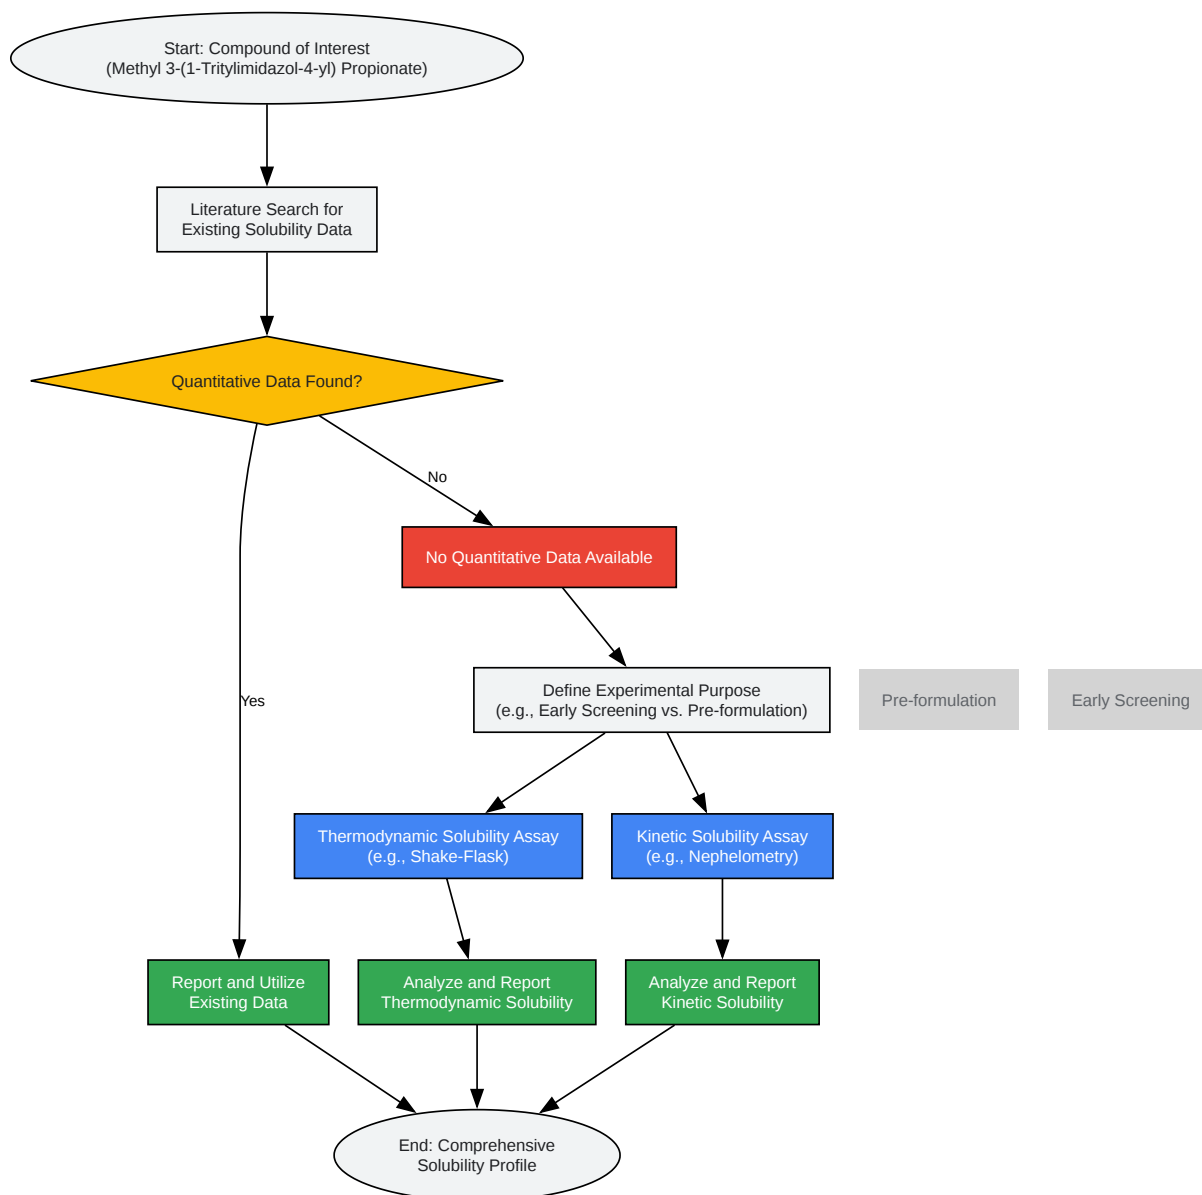 Start: Compound of Interest
(Methyl 3-(1-Tritylimidazol-4-yl) Propionate)
Literature Search for
Existing Solubility Data
Quantitative Data Found?
No
No Quantitative Data Available
Define Experimental Purpose
(e.g., Early Screening vs. Pre-formulation)
Pre-formulation
Early Screening
Yes
Thermodynamic Solubility Assay
(e.g., Shake-Flask)
Kinetic Solubility Assay
(e.g., Nephelometry)
Report and Utilize
Existing Data
Analyze and Report
Thermodynamic Solubility
Analyze and Report
Kinetic Solubility
End: Comprehensive
Solubility Profile